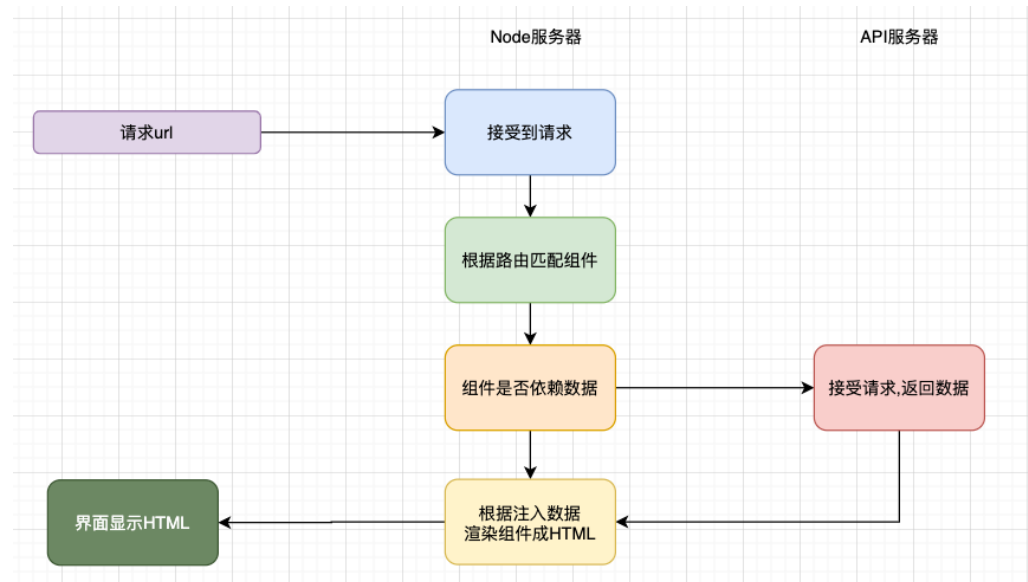 Node服务器
API服务器
请求url
接受到请求
根据路由匹配组件
组件是否依赖数据
接受请求,返回数据
界面显示HTML
根据注入数据
渲染组件成HTML